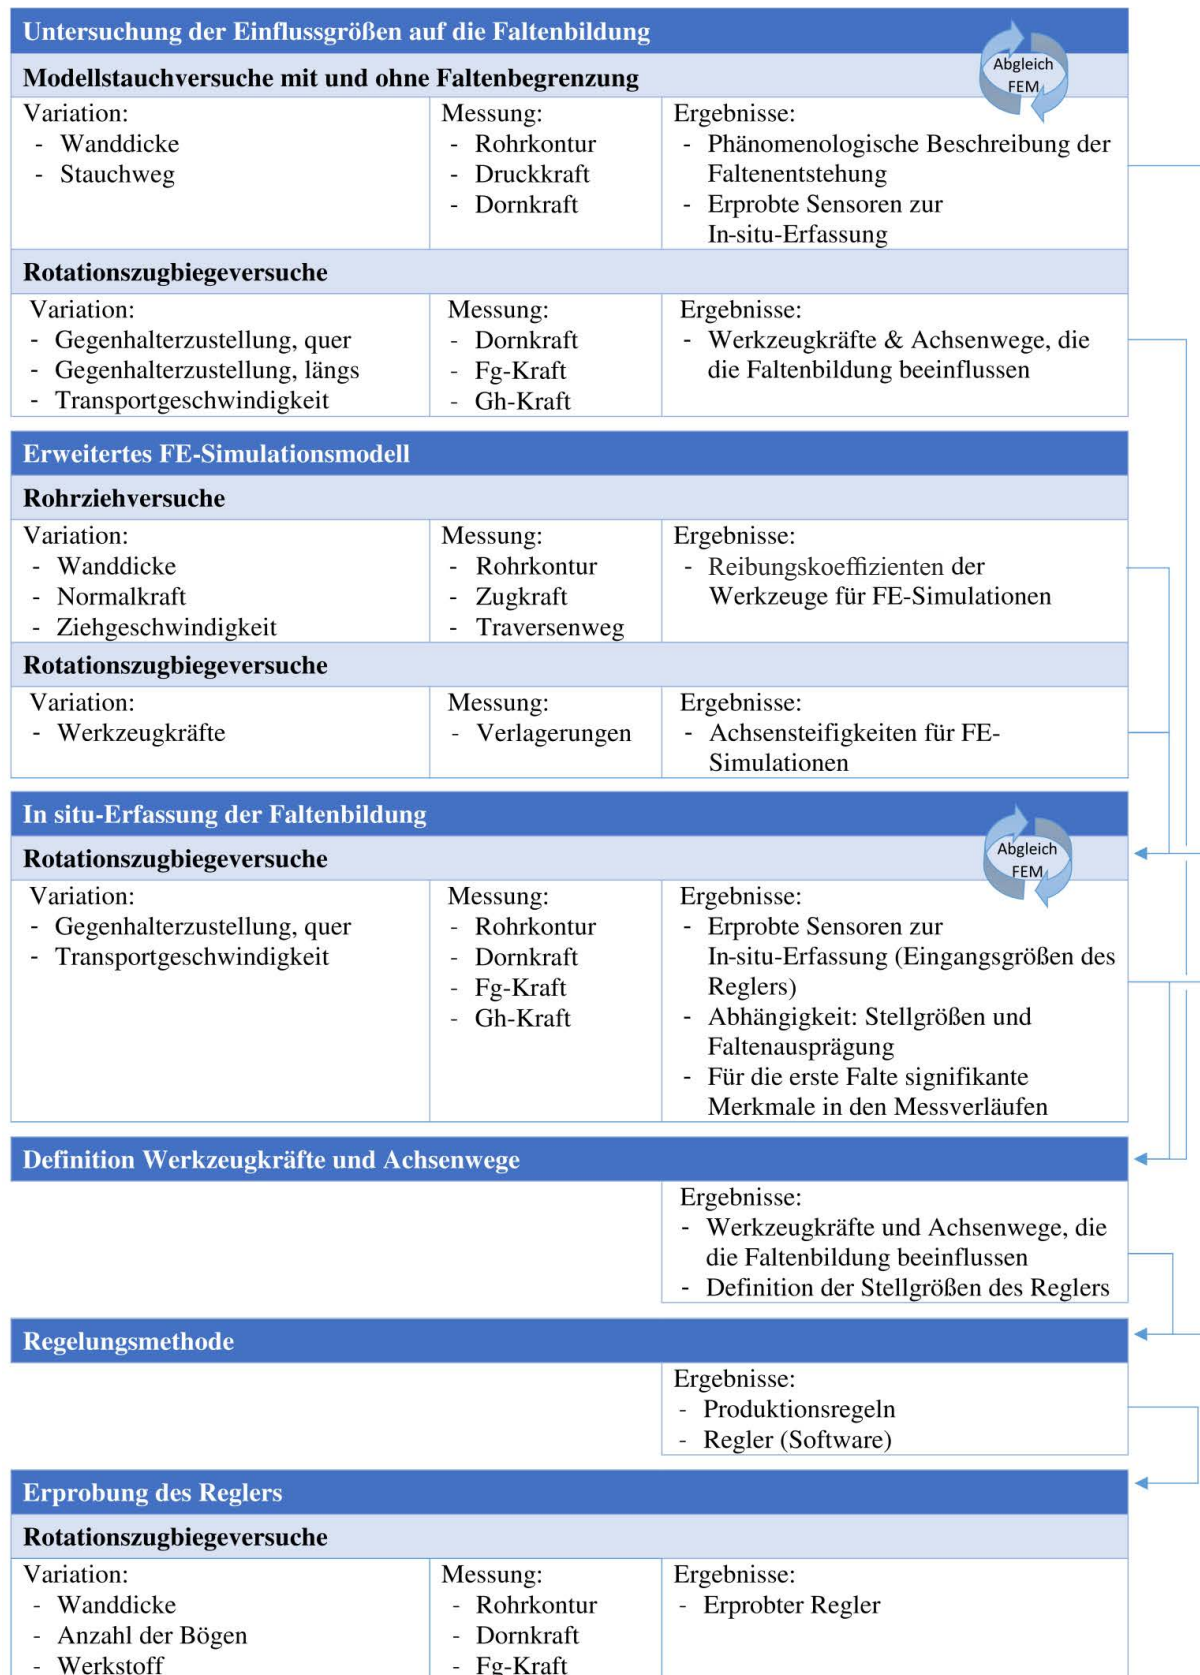 Untersuchung der Einflussgrößen auf die Faltenbildung
Abgleich
FEM
Modellstauchversuche mit und ohne Faltenbegrenzung
Variation:
- Wanddicke
- Stauchweg
Messung:
- Rohrkontur
- Druckkraft
- Dornkraft
Ergebnisse:
- Phänomenologische Beschreibung der
Faltenentstehung
- Erprobte Sensoren zur
In-situ-Erfassung
Rotationszugbiegeversuche
Variation:
- Gegenhalterzustellung, quer
- Gegenhalterzustellung, längs
- Transportgeschwindigkeit
Messung:
- Dornkraft
- Fg-Kraft
- Gh-Kraft
Ergebnisse:
- Werkzeugkräfte & Achsenwege, die
die Faltenbildung beeinflussen
Erweitertes FE-Simulationsmodell
Rohrziehversuche
Variation:
- Wanddicke
- Normalkraft
- Ziehgeschwindigkeit
Messung:
- Rohrkontur
- Zugkraft
- Traversenweg
Ergebnisse:
- Reibungskoeffizienten der
Werkzeuge für FE-Simulationen
Rotationszugbiegeversuche
Variation:
- Werkzeugkräfte
Messung:
- Verlagerungen
Ergebnisse:
- Achsensteifigkeiten für FE-
Simulationen
In situ-Erfassung der Faltenbildung
Abgleich
FEM
Rotationszugbiegeversuche
Variation:
- Gegenhalterzustellung, quer
- Transportgeschwindigkeit
Messung:
- Rohrkontur
- Dornkraft
- Fg-Kraft
- Gh-Kraft
Ergebnisse:
- Erprobte Sensoren zur
In-situ-Erfassung (Eingangsgrößen des
Reglers)
- Abhängigkeit: Stellgrößen und
Faltenausprägung
- Für die erste Falte signifikante
Merkmale in den Messverläufen
Definition Werkzeugkräfte und Achsenwege
Ergebnisse:
- Werkzeugkräfte und Achsenwege, die
die Faltenbildung beeinflussen
- Definition der Stellgrößen des Reglers
Regelungsmethode
Ergebnisse:
- Produktionsregeln
- Regler (Software)
Erprobung des Reglers
Rotationszugbiegeversuche
Variation:
- Wanddicke
- Anzahl der Bögen
- Werkstoff
Messung:
- Rohrkontur
- Dornkraft
- Fg-Kraft
Ergebnisse:
- Erprobter Regler